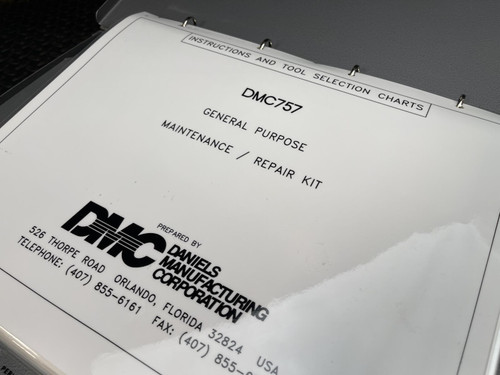 INSTRUCTIONS AND TOOL SELECTION CHARTS
DMC757
GENERAL PURPOSE
MAINTENANCE / REPAIR KIT
PREPARED BY
DMC DANIELS
MANUFACTURING
CORPORATION
526 THORPE ROAD ORLANDO, FLORIDA 32824 USA
TELEPHONE: (407) 855-6161 FAX: (407) 855-